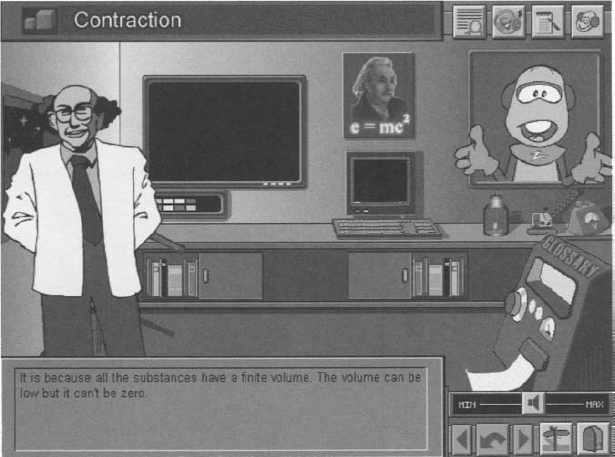 Contraction
e = mc²
GLOSSARY
It is because all the substances have a finite volume. The volume can be
low but it can't be zero.
MIN
MAX